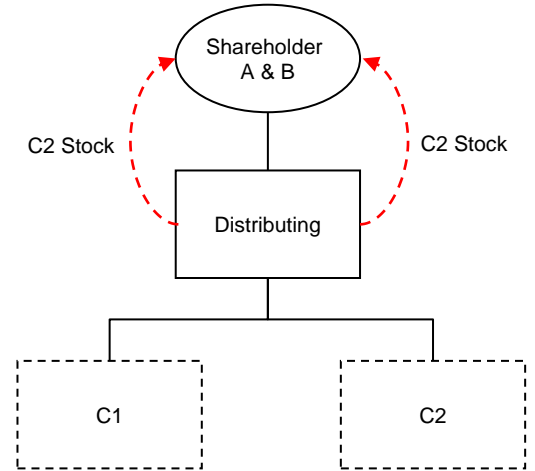 Shareholder
A & B
C2 Stock
C2 Stock
Distributing
C1
C2